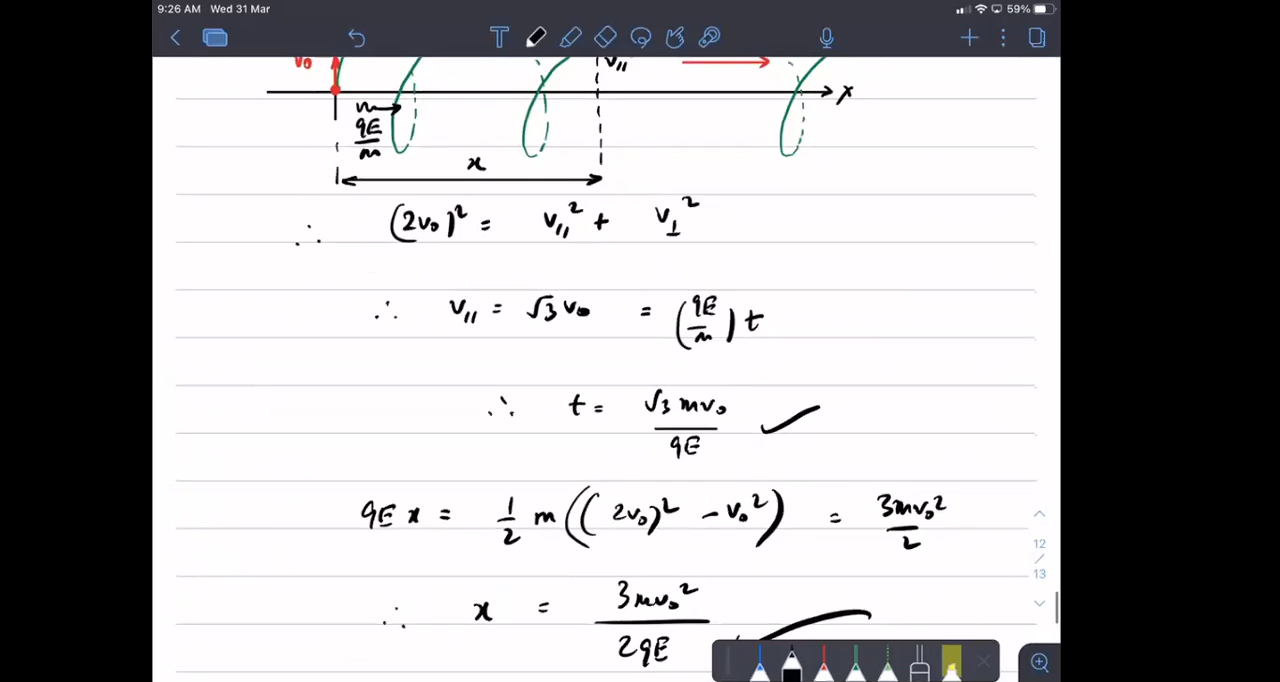 9:26 AM Wed 31 Mar 59%
v₀ v∥
x
qE/m
x
∴ (2v₀)² = v∥² + v⊥²
∴ v∥ = √3 v₀ = (qE/m) t
∴ t = √3 mv₀/qE ✓
qE x = 1/2 m((2v₀)² - v₀²) = 3mv₀²/2
12
/
13
∴ x = 3mv₀²/2qE